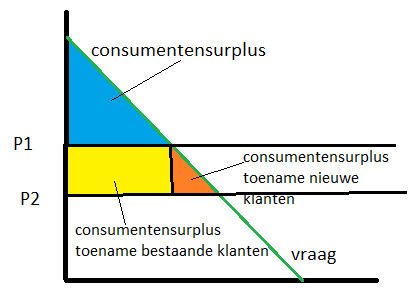 consumentensurplus
P1
consumentensurplus
toename nieuwe
klanten
P2
consumentensurplus
toename bestaande klanten
vraag